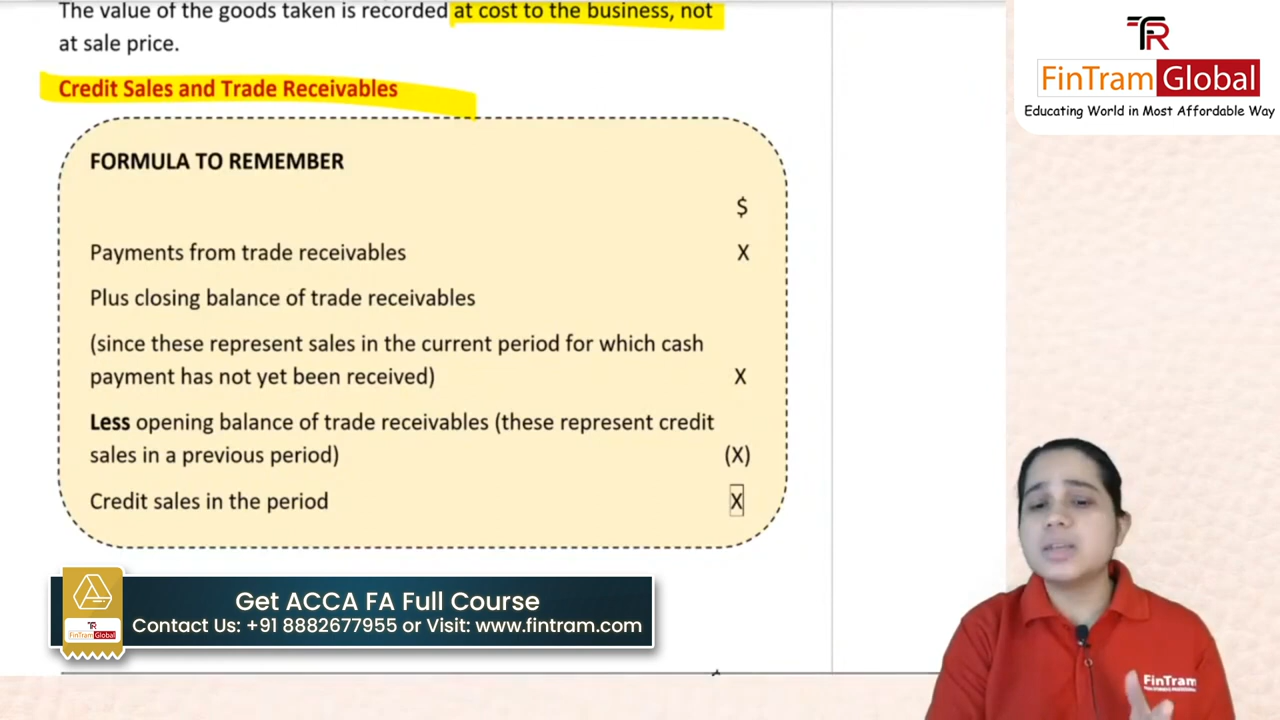 The value of the goods taken is recorded at cost to the business, not
at sale price.
Credit Sales and Trade Receivables
FORMULA TO REMEMBER
$
Payments from trade receivables X
Plus closing balance of trade receivables
(since these represent sales in the current period for which cash
payment has not yet been received) X
Less opening balance of trade receivables (these represent credit
sales in a previous period) (X)
Credit sales in the period X
TR
FinTram Global
Educating World in Most Affordable Way
TR
FinTram Global
Get ACCA FA Full Course
Contact Us: +91 8882677955 or Visit: www.fintram.com
FinTram